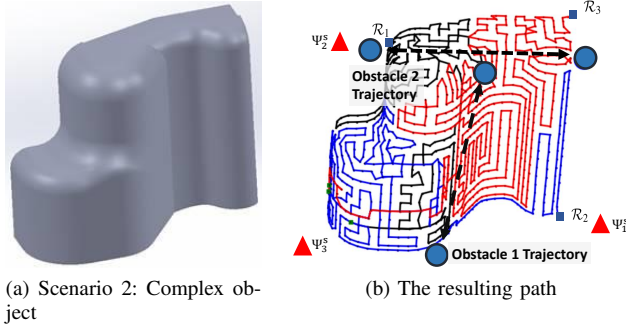 Ψ₂ˢ
ℛ₁
ℛ₃
Obstacle 2
Trajectory
ℛ₂
Ψ₁ˢ
Ψ₃ˢ
Obstacle 1 Trajectory
(a) Scenario 2: Complex ob-
ject
(b) The resulting path